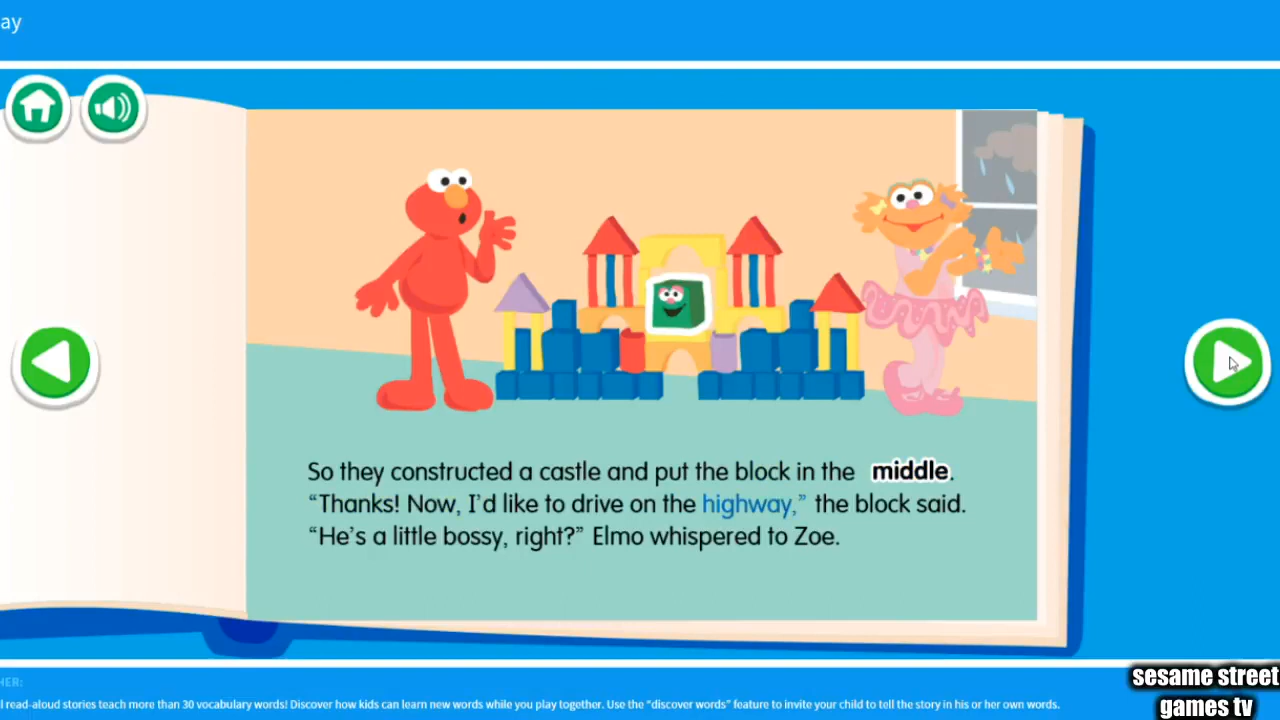 ay
So they constructed a castle and put the block in the middle.
“Thanks! Now, I’d like to drive on the highway,” the block said.
“He’s a little bossy, right?” Elmo whispered to Zoe.
HER:
l read-aloud stories teach more than 30 vocabulary words! Discover how kids can learn new words while you play together. Use the "discover words" feature to invite your child to tell the story in his or her own words.
sesame street
games tv